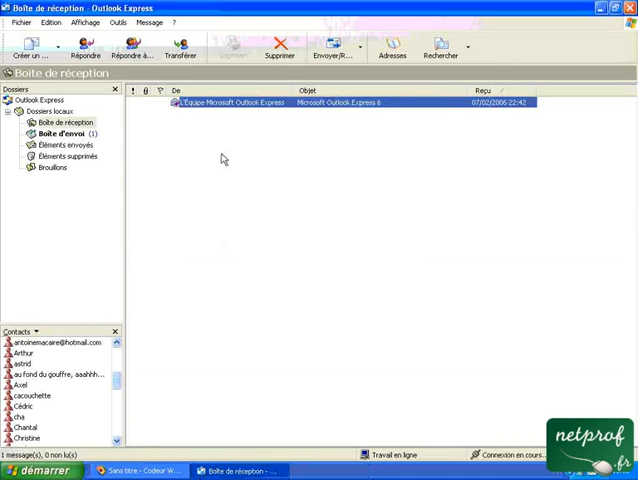 Boîte de réception - Outlook Express
Fichier Edition Affichage Outils Message ?
Créer un ... Répondre Répondre à... Transférer Imprimer Supprimer Envoyer/R... Adresses Rechercher
Boîte de réception
Dossiers
! De Objet Reçu
Outlook Express
L'Équipe Microsoft Outlook Express Microsoft Outlook Express 6 07/02/2006 22:42
Dossiers locaux
Boîte de réception
Boîte d'envoi (1)
Éléments envoyés
Éléments supprimés
Brouillons
Contacts
antoinemacaire@hotmail.com
Arthur
astrid
au fond du gouffre, aaahhh...
Axel
cacouchette
Cédric
cha
Chantal
Christine
1 message(s), 0 non lu(s) Travail en ligne Connexion en cours...
démarrer Sans titre - Codeur W... Boîte de réception - ...
netprof
.fr